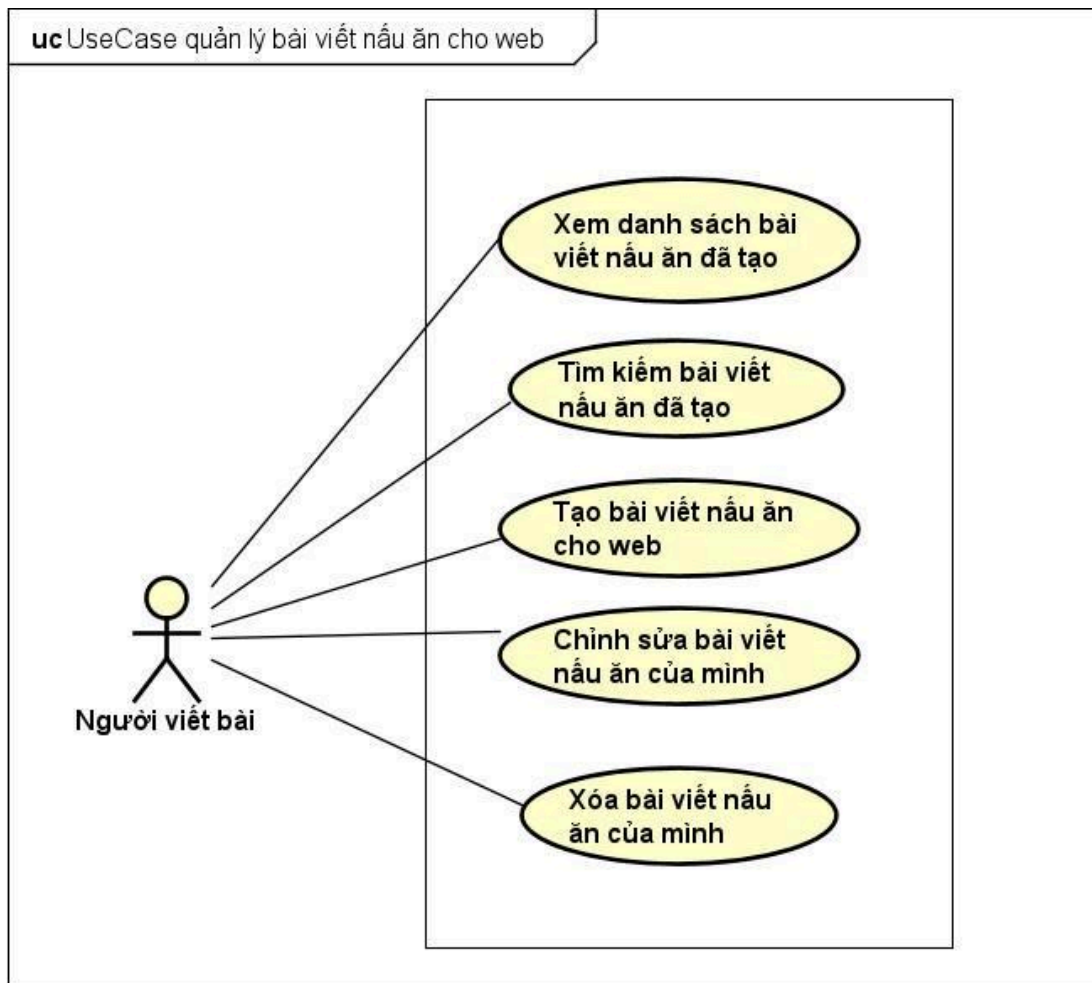 uc UseCase quản lý bài viết nấu ăn cho web
Xem danh sách bài
viết nấu ăn đã tạo
Tìm kiếm bài viết
nấu ăn đã tạo
Tạo bài viết nấu ăn
cho web
Chỉnh sửa bài viết
nấu ăn của mình
Người viết bài
Xóa bài viết nấu
ăn của mình